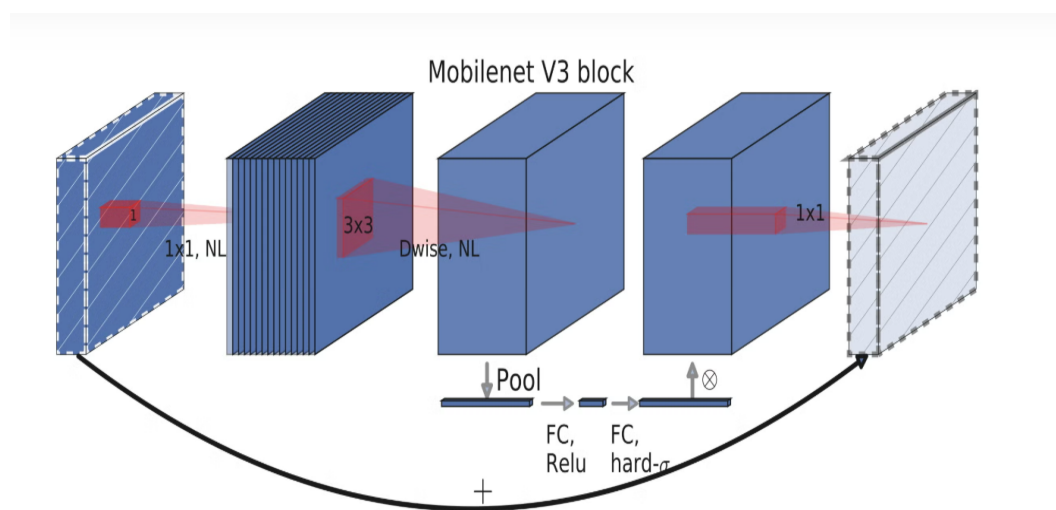 Mobilenet V3 block
1
1x1, NL
3x3
Dwise, NL
1x1
Pool
⊗
FC,
Relu
FC,
hard-σ
+